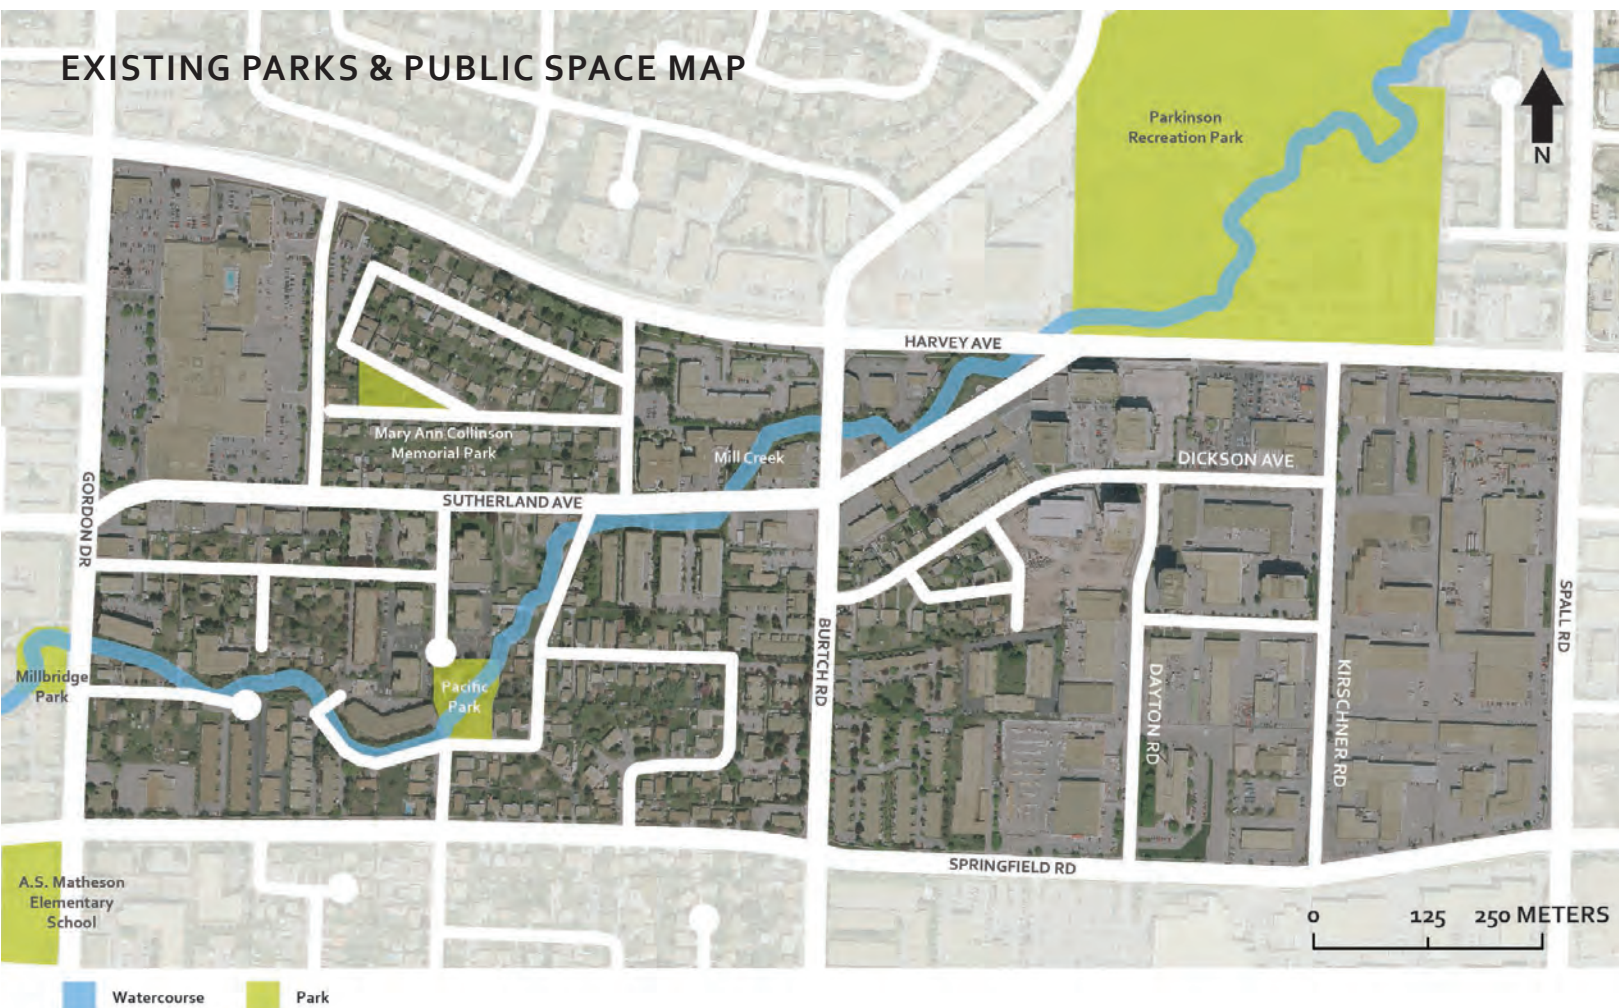 EXISTING PARKS & PUBLIC SPACE MAP
Parkinson
Recreation Park
N
HARVEY AVE
Mary Ann Collinson
Memorial Park
Mill Creek
DICKSON AVE
SUTHERLAND AVE
GORDON DR
SPALL RD
BURTCH RD
Millbridge
Park
Pacific
Park
DAYTON RD
KIRSCHNER RD
SPRINGFIELD RD
A.S. Matheson
Elementary
School
0 125 250 METERS
Watercourse
Park